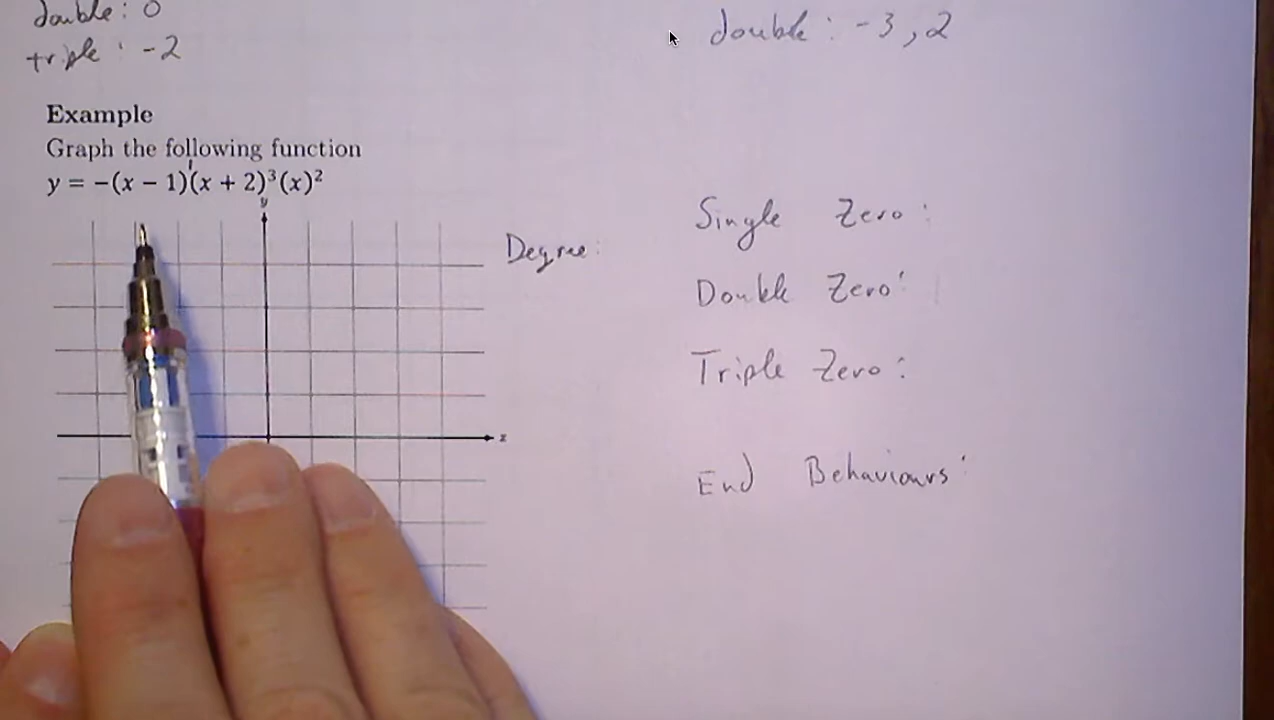 double: 0
triple: -2
double: -3, 2
Example
Graph the following function
y = -(x - 1)¹(x + 2)³(x)²
y
x
Degree:
Single Zero:
Double Zero:
Triple Zero:
End Behaviours: